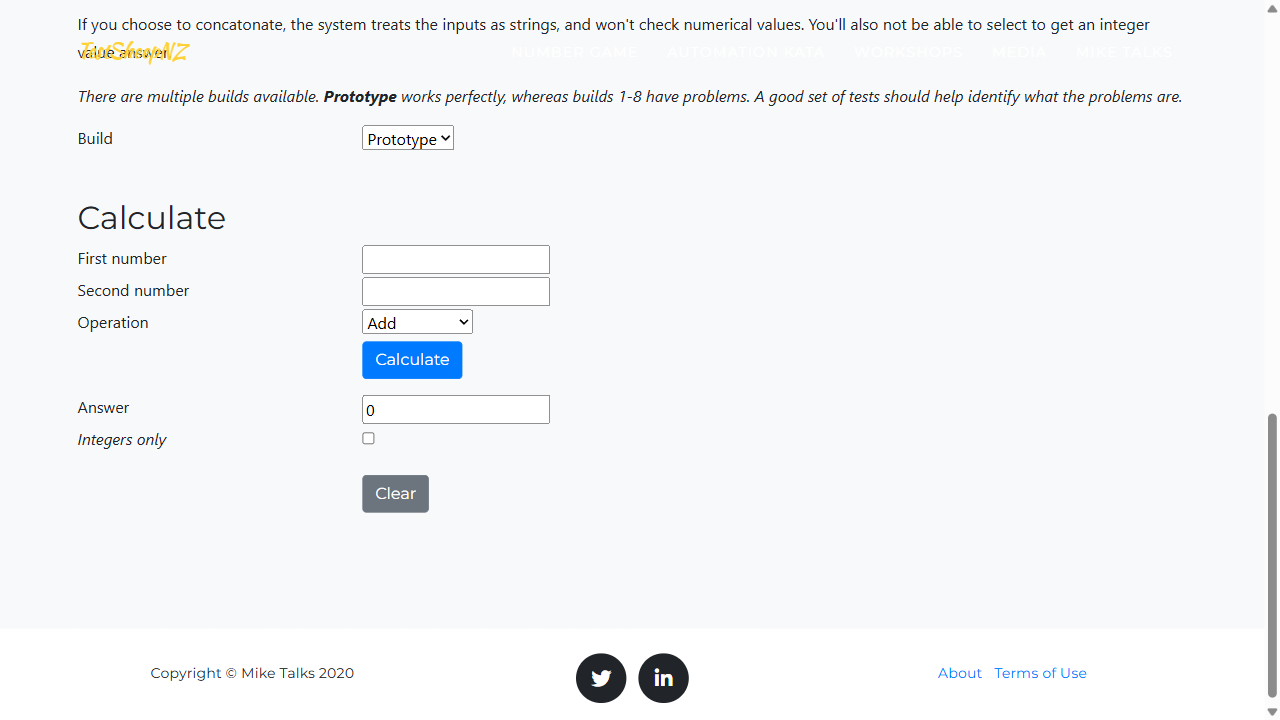 If you choose to concatonate, the system treats the inputs as strings, and won't check numerical values. You'll also not be able to select to get an integer
value answer
TestSheepNZ
NUMBER GAME AUTOMATION DATA WORKSHOPS MEDIA MIKE TALKS
There are multiple builds available. Prototype works perfectly, whereas builds 1-8 have problems. A good set of tests should help identify what the problems are.
Build Prototype
Calculate
First number
Second number
Operation Add
Calculate
Answer 0
Integers only
Clear
Copyright © Mike Talks 2020
in
About Terms of Use